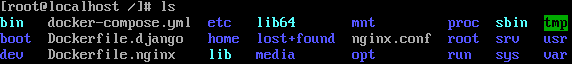 [root@localhost /]# ls
bin docker-compose.yml etc lib64 mnt proc sbin tmp
boot Dockerfile.django home lost+found nginx.conf root srv usr
dev Dockerfile.nginx lib media opt run sys var